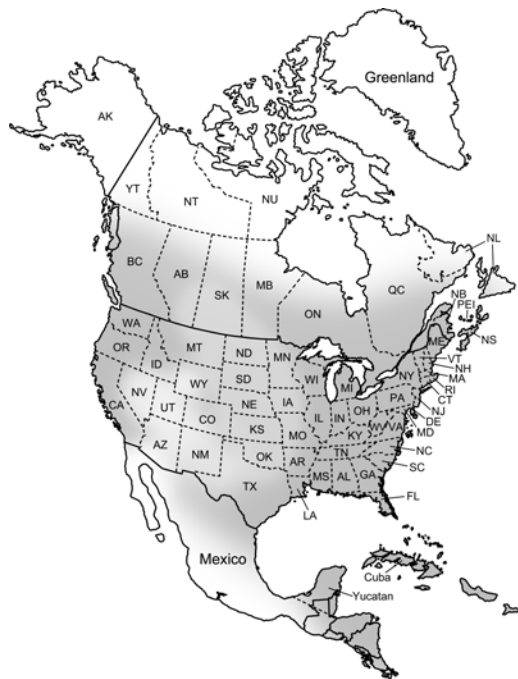 Greenland
AK
YT
NT
NU
NL
BC
AB
SK
MB
ON
QC
NB
PEI
NS
WA
OR
ID
MT
ND
MN
WI
MI
ME
VT
NH
MA
RI
CT
NY
NJ
PA
DE
MD
SD
WY
NV
CA
UT
CO
NE
IA
IL
IN
OH
WV
VA
KS
MO
KY
NC
TN
SC
AZ
NM
OK
AR
MS
AL
GA
TX
LA
FL
Mexico
Cuba
Yucatan